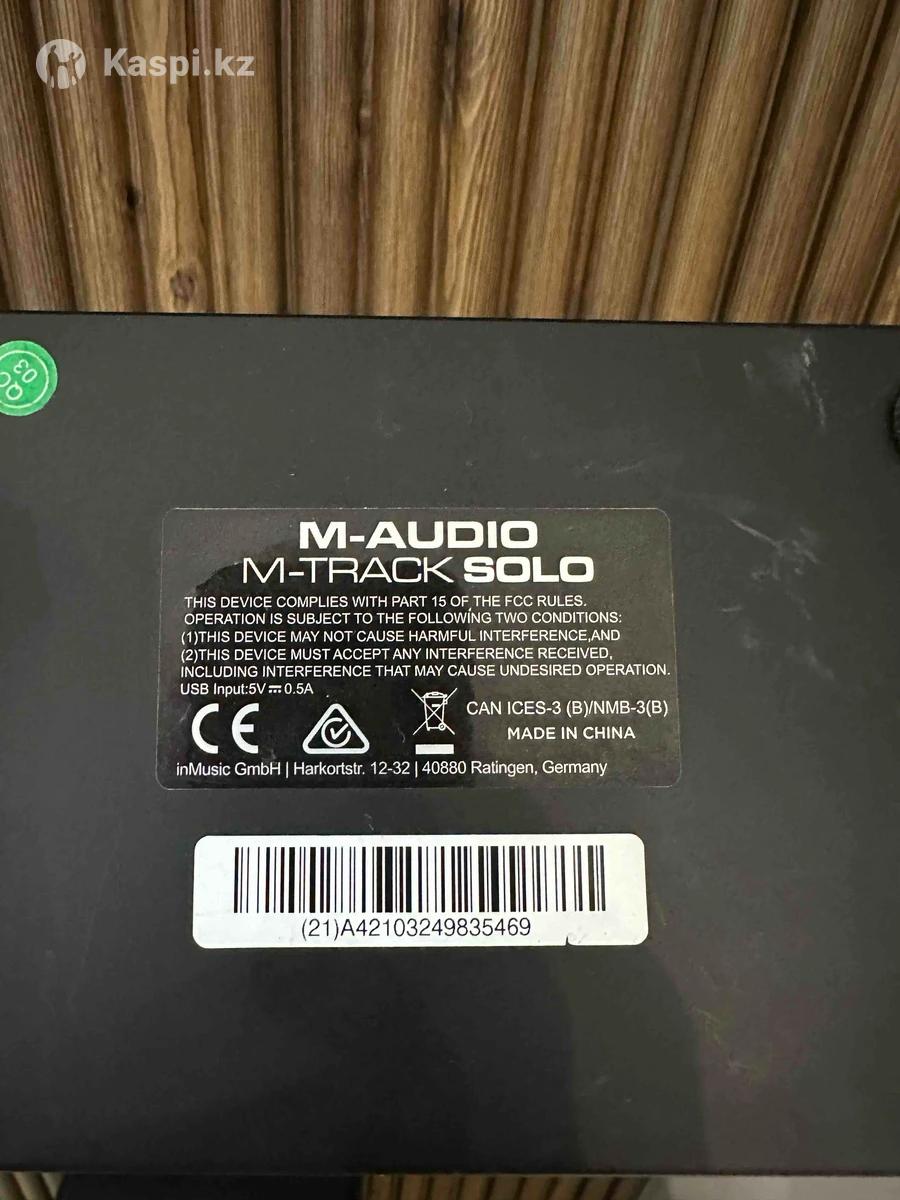 Kaspi.kz
QC
03
M-AUDIO
M-TRACK SOLO
THIS DEVICE COMPLIES WITH PART 15 OF THE FCC RULES.
OPERATION IS SUBJECT TO THE FOLLOWING TWO CONDITIONS:
(1)THIS DEVICE MAY NOT CAUSE HARMFUL INTERFERENCE,AND
(2)THIS DEVICE MUST ACCEPT ANY INTERFERENCE RECEIVED,
INCLUDING INTERFERENCE THAT MAY CAUSE UNDESIRED OPERATION.
USB Input:5V⎓0.5A
CE
CAN ICES-3 (B)/NMB-3(B)
MADE IN CHINA
inMusic GmbH | Harkortstr. 12-32 | 40880 Ratingen, Germany
(21)A42103249835469